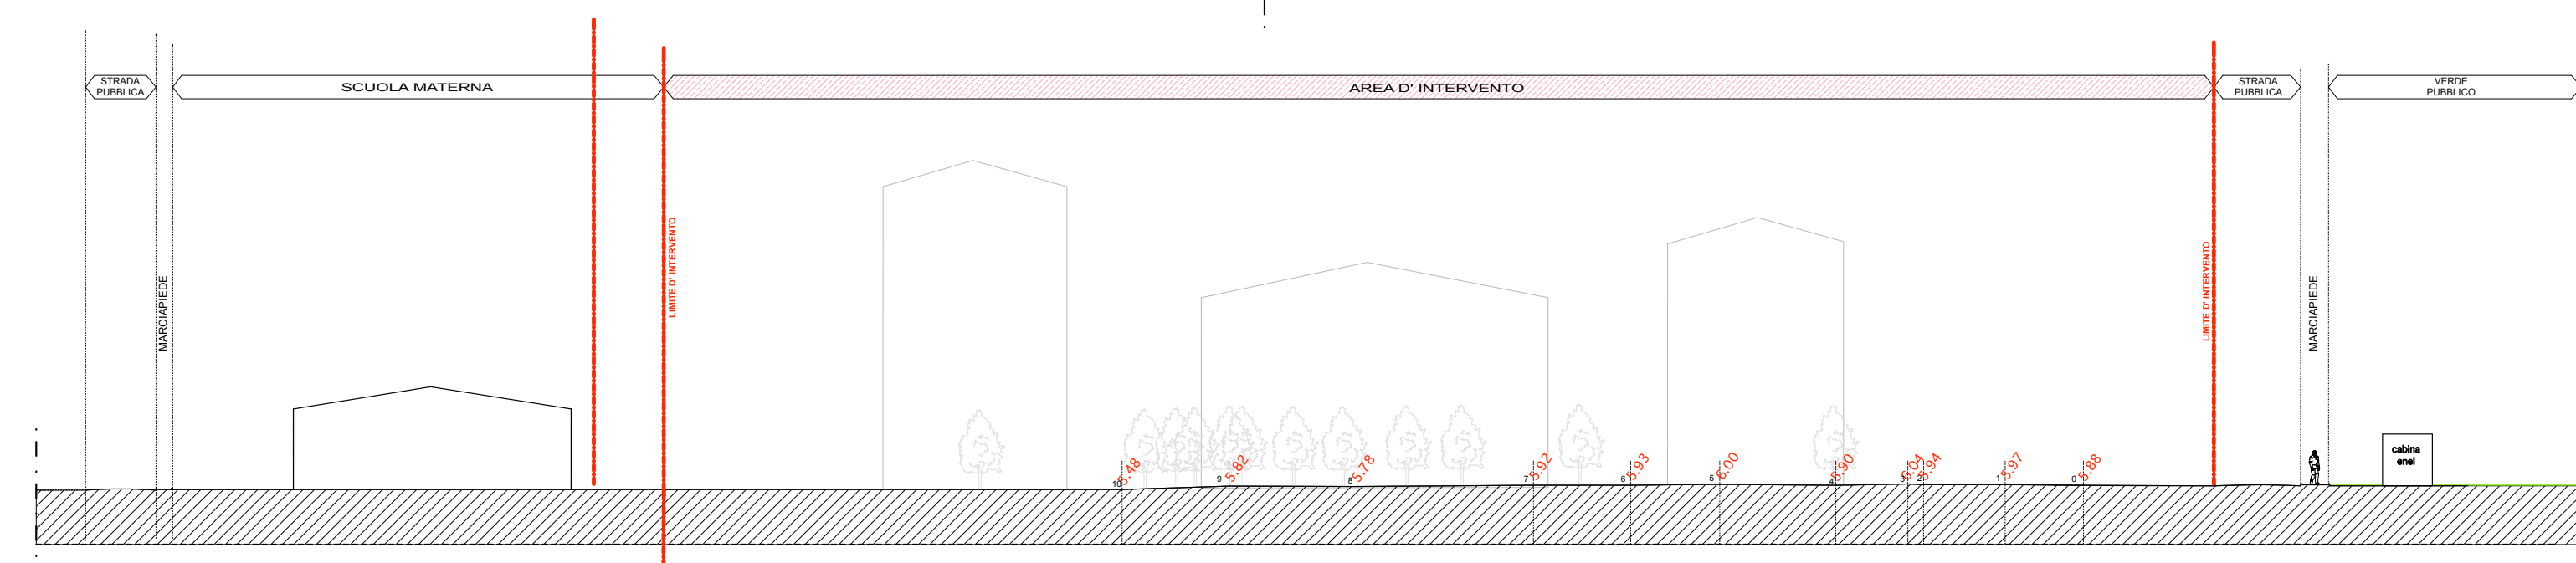 STRADA
PUBBLICA
SCUOLA MATERNA
AREA D' INTERVENTO
STRADA
PUBBLICA
VERDE
PUBBLICO
MARCIAPIEDE
LIMITE D' INTERVENTO
LIMITE D' INTERVENTO
MARCIAPIEDE
cabina
enel
10
5.48
9
5.82
8
5.78
7
5.92
6
5.93
5
6.00
4
5.90
3
6.04
2
5.94
1
5.97
0
5.88